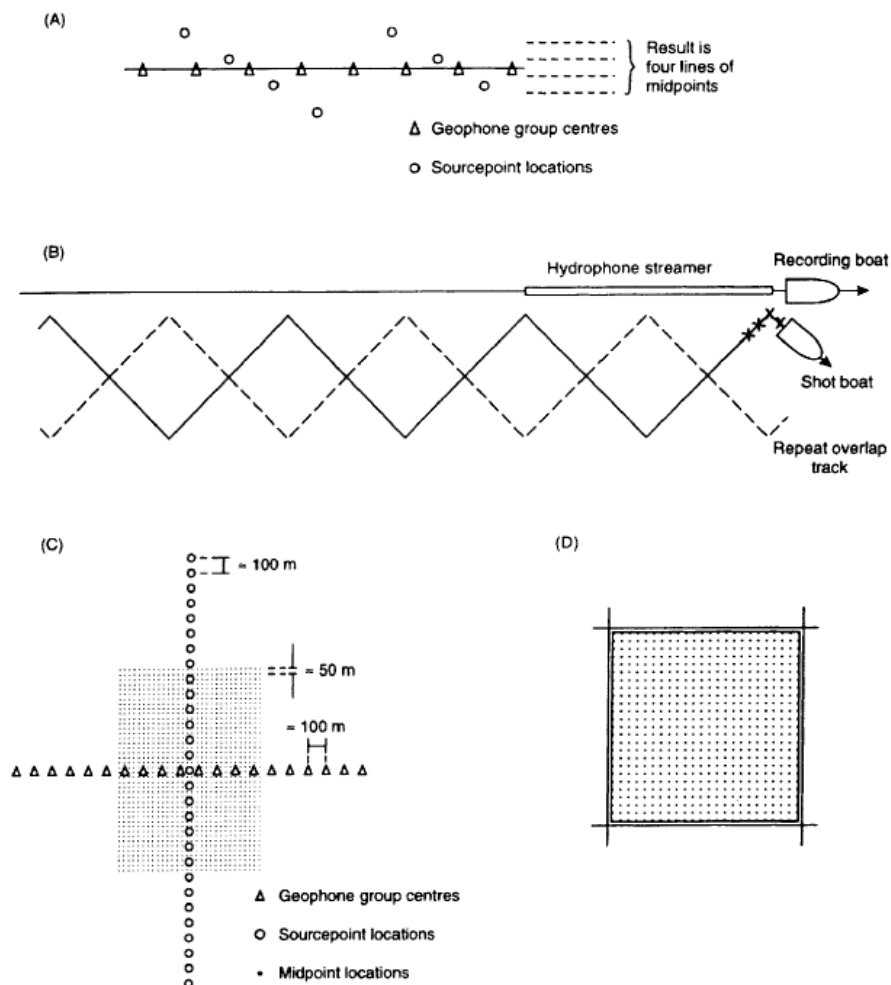 (A)
Result is
four lines of
midpoints
Geophone group centres
Sourcepoint locations
(B)
Hydrophone streamer
Recording boat
Shot boat
Repeat overlap
track
(C)
≈ 100 m
≈ 50 m
≈ 100 m
Geophone group centres
Sourcepoint locations
Midpoint locations
(D)